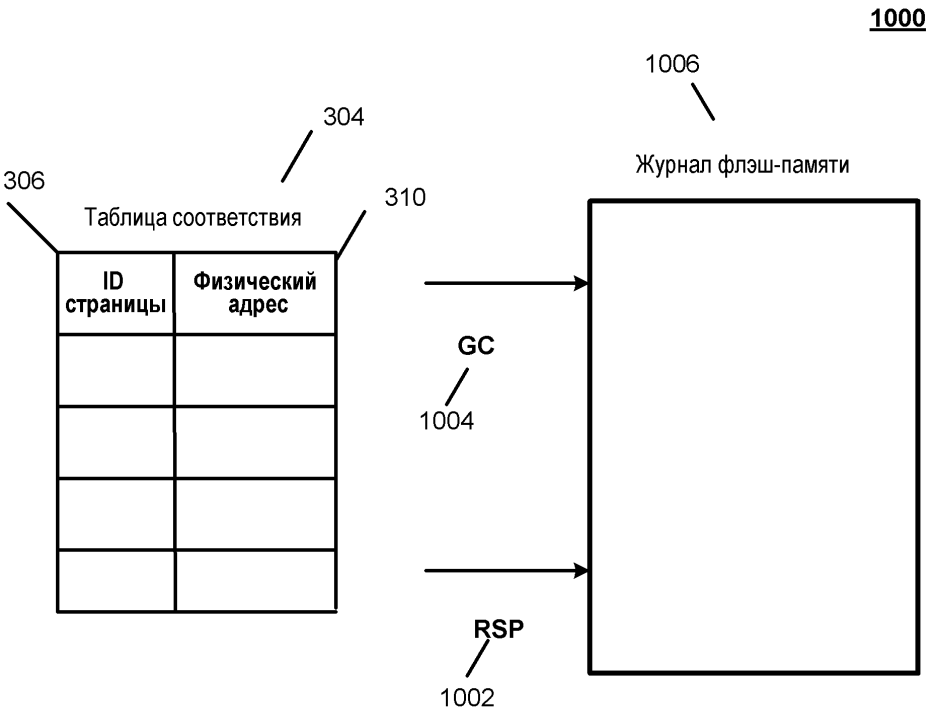 1000
1006
304
Журнал флэш-памяти
306
310
Таблица соответствия
ID
страницы
Физический
адрес
GC
1004
RSP
1002